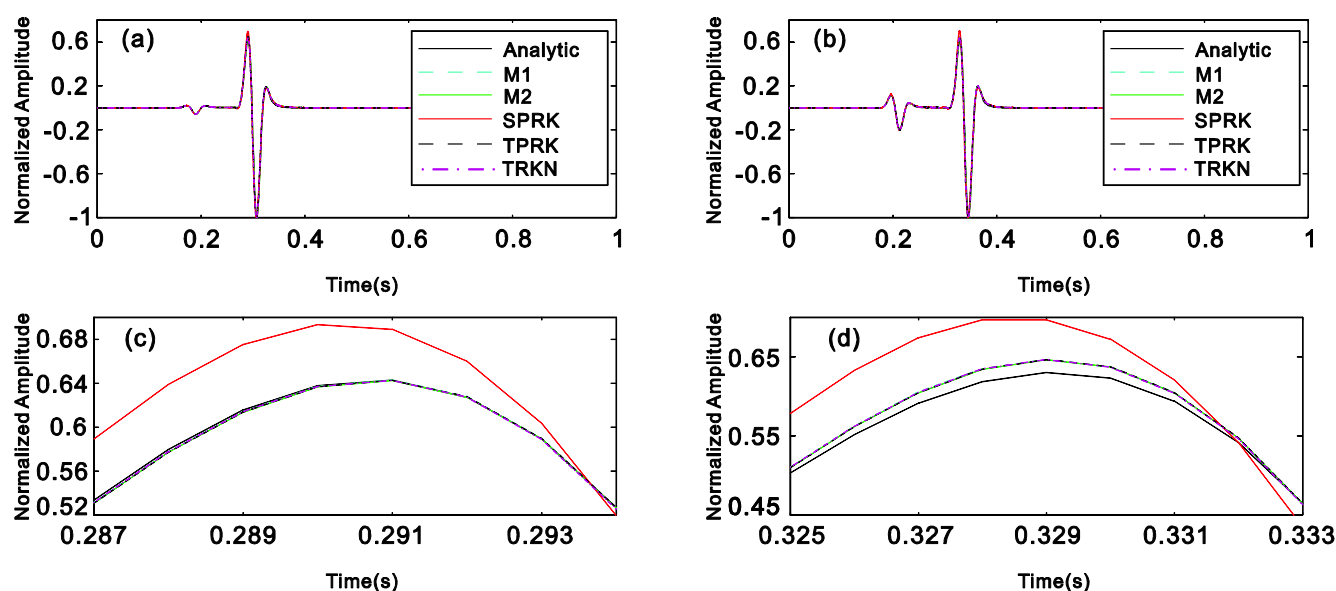 (a)
Normalized Amplitude
0.6
0.2
-0.2
-0.6
-1
0 0.2 0.4 0.6 0.8 1
Time(s)
Analytic
M1
M2
SPRK
TPRK
TRKN
(b)
Normalized Amplitude
0.6
0.2
-0.2
-0.6
-1
0 0.2 0.4 0.6 0.8 1
Time(s)
Analytic
M1
M2
SPRK
TPRK
TRKN
(c)
Normalized Amplitude
0.68
0.64
0.6
0.56
0.52
0.287 0.289 0.291 0.293
Time(s)
(d)
Normalized Amplitude
0.65
0.55
0.45
0.325 0.327 0.329 0.331 0.333
Time(s)